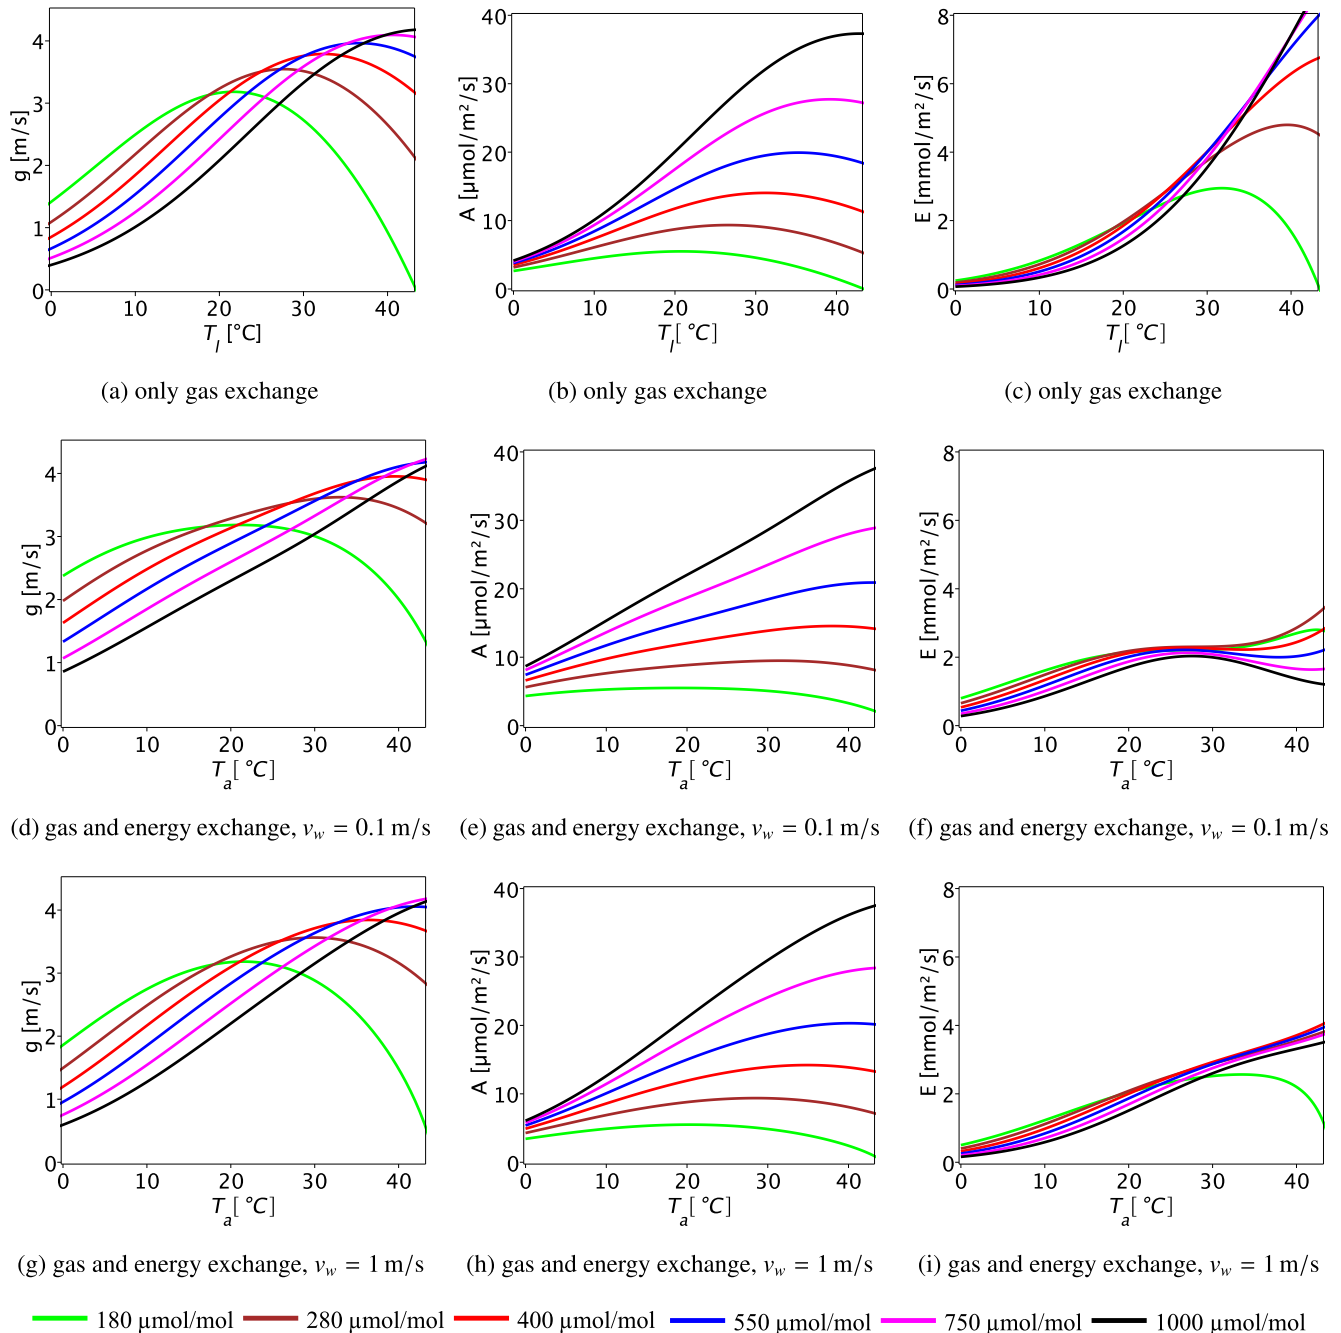 4
3
2
1
0
g [m/s]
0 10 20 30 40
T_l [°C]
(a) only gas exchange
40
30
20
10
0
A [µmol/m²/s]
0 10 20 30 40
T_l [°C]
(b) only gas exchange
8
6
4
2
0
E [mmol/m²/s]
0 10 20 30 40
T_l [°C]
(c) only gas exchange
4
3
2
1
0
g [m/s]
0 10 20 30 40
T_a [°C]
(d) gas and energy exchange, v_w = 0.1 m/s
40
30
20
10
0
A [µmol/m²/s]
0 10 20 30 40
T_a [°C]
(e) gas and energy exchange, v_w = 0.1 m/s
8
6
4
2
0
E [mmol/m²/s]
0 10 20 30 40
T_a [°C]
(f) gas and energy exchange, v_w = 0.1 m/s
4
3
2
1
0
g [m/s]
0 10 20 30 40
T_a [°C]
(g) gas and energy exchange, v_w = 1 m/s
40
30
20
10
0
A [µmol/m²/s]
0 10 20 30 40
T_a [°C]
(h) gas and energy exchange, v_w = 1 m/s
8
6
4
2
0
E [mmol/m²/s]
0 10 20 30 40
T_a [°C]
(i) gas and energy exchange, v_w = 1 m/s
180 µmol/mol 280 µmol/mol 400 µmol/mol 550 µmol/mol 750 µmol/mol 1000 µmol/mol